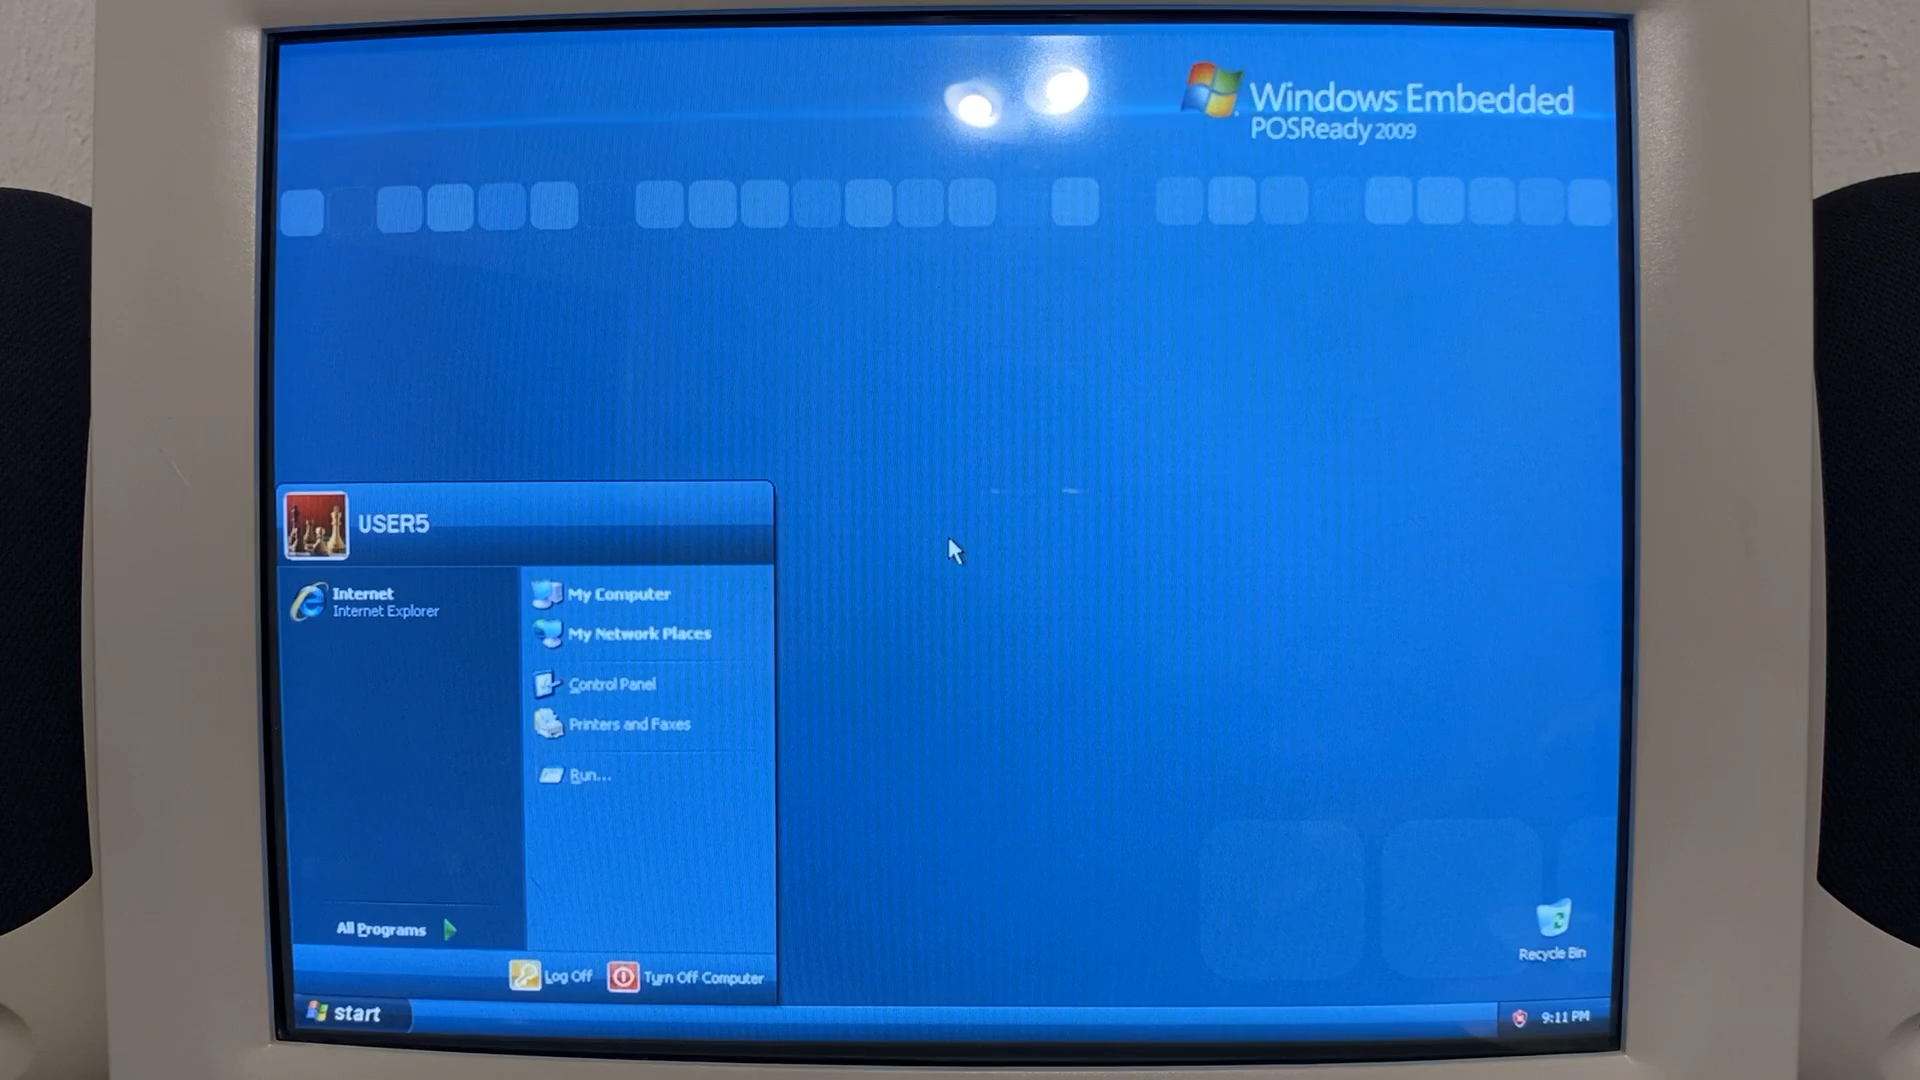 Windows Embedded
POSReady 2009
USER5
Internet
Internet Explorer
My Computer
My Network Places
Control Panel
Printers and Faxes
Run...
All Programs
Log Off
Turn Off Computer
Recycle Bin
start
9:11 PM